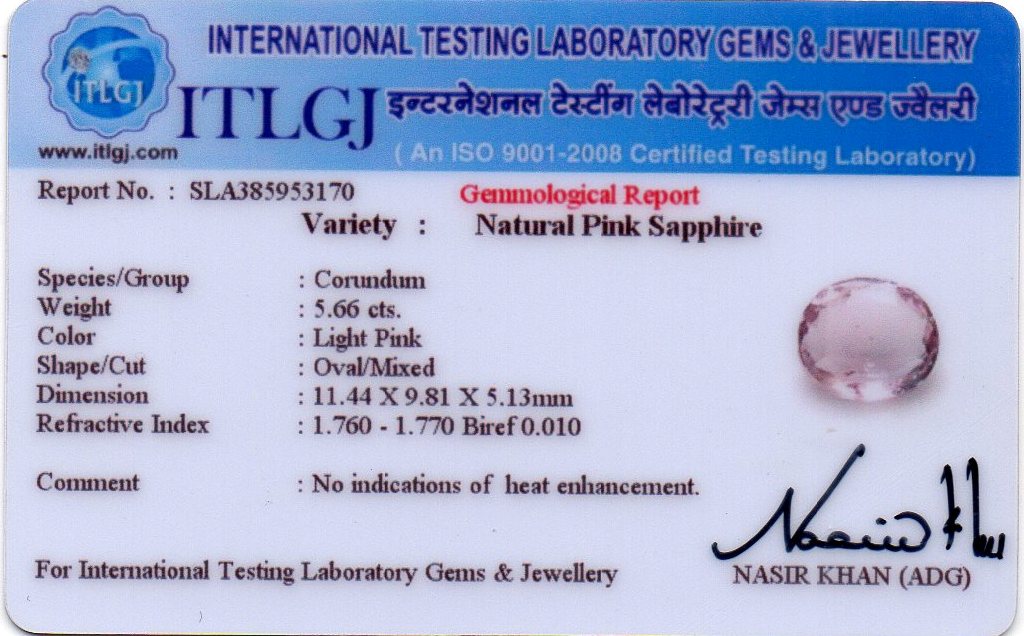 ITLGJ
INTERNATIONAL TESTING LABORATORY GEMS & JEWELLERY
ITLGJ इन्टरनेशनल टेस्टींग लेबोरेट्ररी जेम्स एण्ड ज्वैलरी
www.itlgj.com
( An ISO 9001-2008 Certified Testing Laboratory)
Report No. : SLA385953170
Gemmological Report
Variety : Natural Pink Sapphire
Species/Group : Corundum
Weight : 5.66 cts.
Color : Light Pink
Shape/Cut : Oval/Mixed
Dimension : 11.44 X 9.81 X 5.13mm
Refractive Index : 1.760 - 1.770 Biref 0.010
Comment : No indications of heat enhancement.
Nasir Khan
For International Testing Laboratory Gems & Jewellery
NASIR KHAN (ADG)